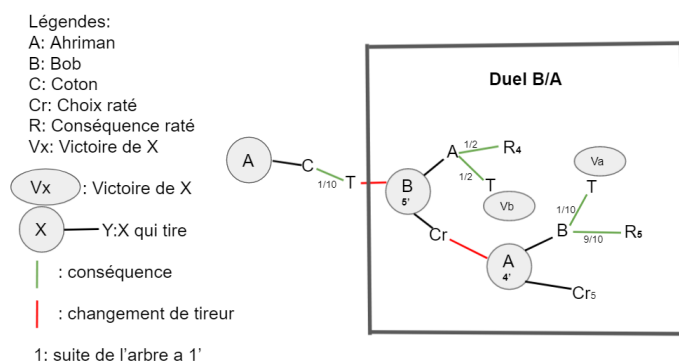 Légendes:
A: Ahriman
B: Bob
C: Coton
Cr: Choix raté
R: Conséquence raté
Vx: Victoire de X
Vx : Victoire de X
X Y:X qui tire
: conséquence
: changement de tireur
1: suite de l'arbre a 1'
Duel B/A
A
C
1/10
T
B
5'
A
1/2
R4
1/2
T
Vb
Cr
A
4'
B
1/10
T
Va
9/10
R5
Cr5